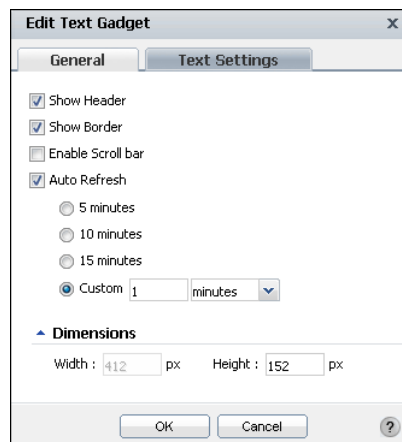 Edit Text Gadget x
General Text Settings
Show Header
Show Border
Enable Scroll bar
Auto Refresh
5 minutes
10 minutes
15 minutes
Custom 1 minutes
Dimensions
Width : 412 px Height : 152 px
OK Cancel ?